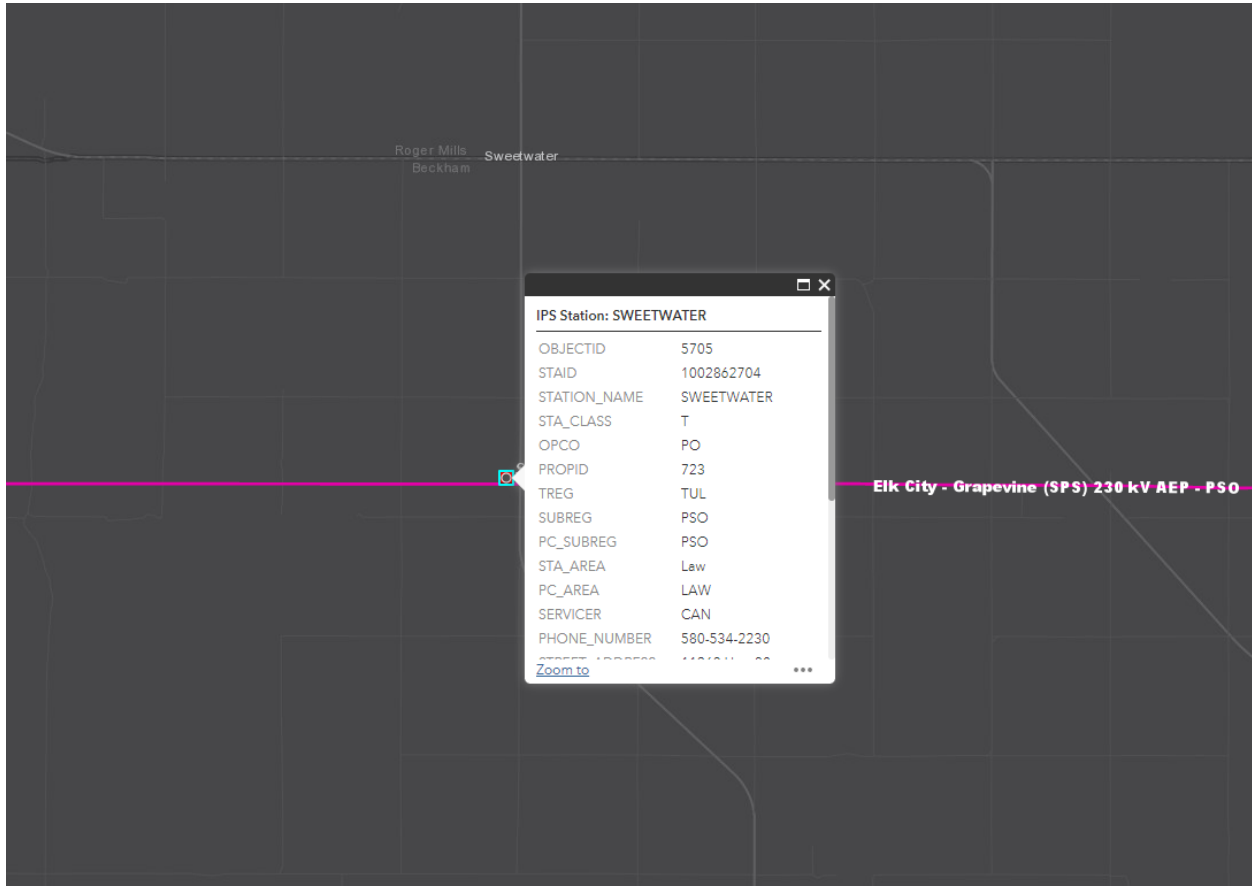 Roger Mills
Beckham
Sweetwater
IPS Station: SWEETWATER
OBJECTID 5705
STAID 1002862704
STATION_NAME SWEETWATER
STA_CLASS T
OPCO PO
PROPID 723
TREG TUL
SUBREG PSO
PC_SUBREG PSO
STA_AREA Law
PC_AREA LAW
SERVICER CAN
PHONE_NUMBER 580-534-2230
Zoom to
Elk City - Grapevine (SPS) 230 kV AEP - PSO